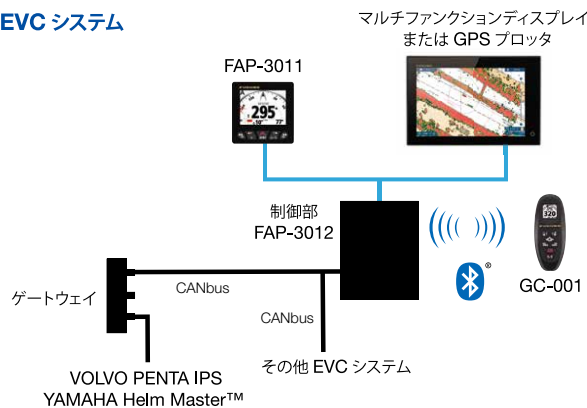 EVC システム
マルチファンクションディスプレイ
または GPS プロッタ
FAP-3011
295°
10°
77°
制御部
FAP-3012
320
GC-001
ゲートウェイ
CANbus
CANbus
その他 EVC システム
VOLVO PENTA IPS
YAMAHA Helm Master™